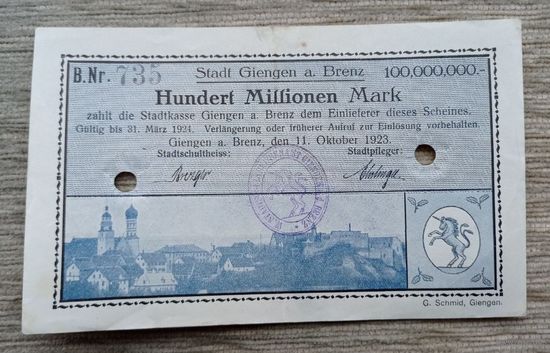 B.Nr. 735 Stadt Giengen a. Brenz 100,000,000.-
Hundert Millionen Mark
zahlt die Stadtkasse Giengen a. Brenz dem Einlieferer dieses Scheines.
Gültig bis 31. März 1924. Verlängerung oder früherer Aufruf zur Einlösung vorbehalten.
Giengen a. Brenz, den 11. Oktober 1923.
Stadtschultheiss: Stadtpfleger:
G. Schmid, Giengen.